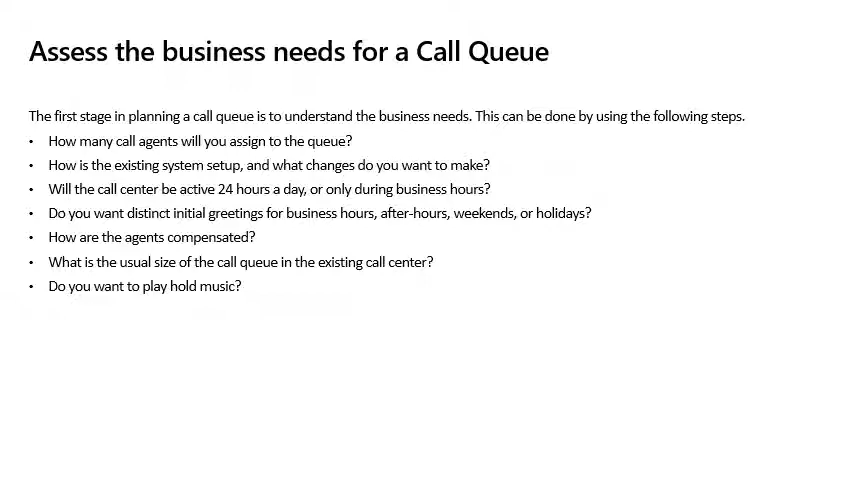 Assess the business needs for a Call Queue
The first stage in planning a call queue is to understand the business needs. This can be done by using the following steps.
• How many call agents will you assign to the queue?
• How is the existing system setup, and what changes do you want to make?
• Will the call center be active 24 hours a day, or only during business hours?
• Do you want distinct initial greetings for business hours, after-hours, weekends, or holidays?
• How are the agents compensated?
• What is the usual size of the call queue in the existing call center?
• Do you want to play hold music?